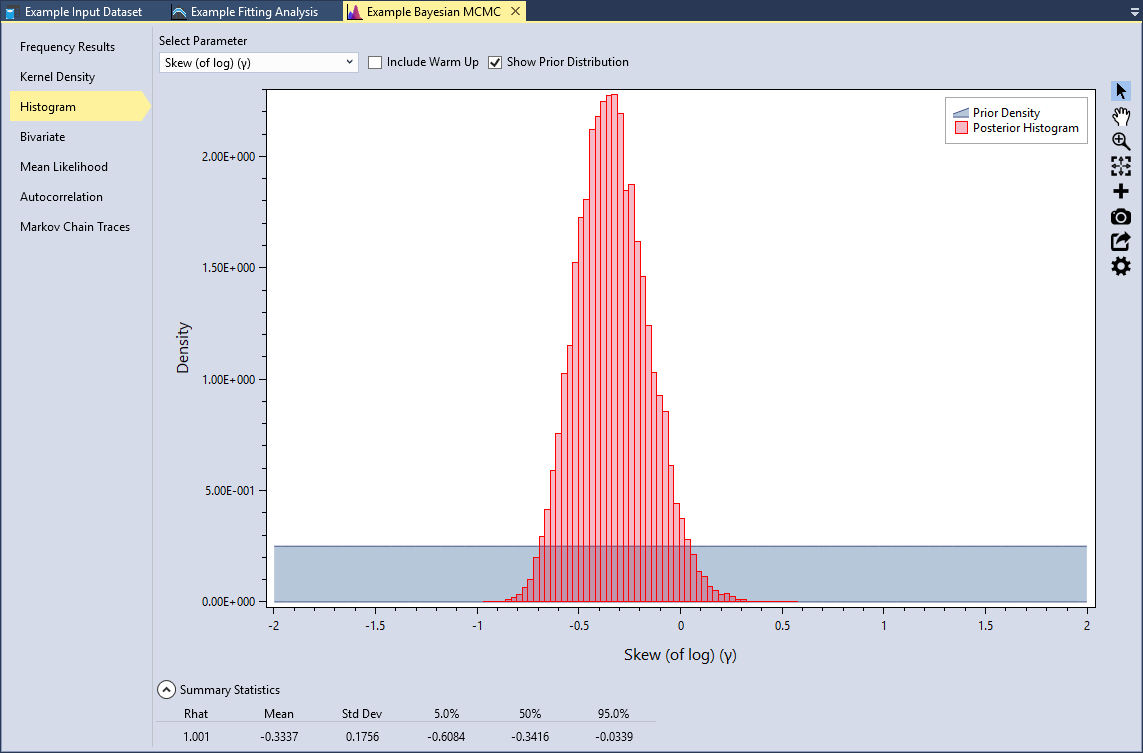 Example Input Dataset Example Fitting Analysis Example Bayesian MCMC
Frequency Results
Kernel Density
Histogram
Bivariate
Mean Likelihood
Autocorrelation
Markov Chain Traces
Select Parameter
Skew (of log) (γ) Include Warm Up Show Prior Distribution
Prior Density
Posterior Histogram
Density
2.00E+000
1.50E+000
1.00E+000
5.00E-001
0.00E+000
-2 -1.5 -1 -0.5 0 0.5 1 1.5 2
Skew (of log) (γ)
Summary Statistics
Rhat Mean Std Dev 5.0% 50% 95.0%
1.001 -0.3337 0.1756 -0.6084 -0.3416 -0.0339